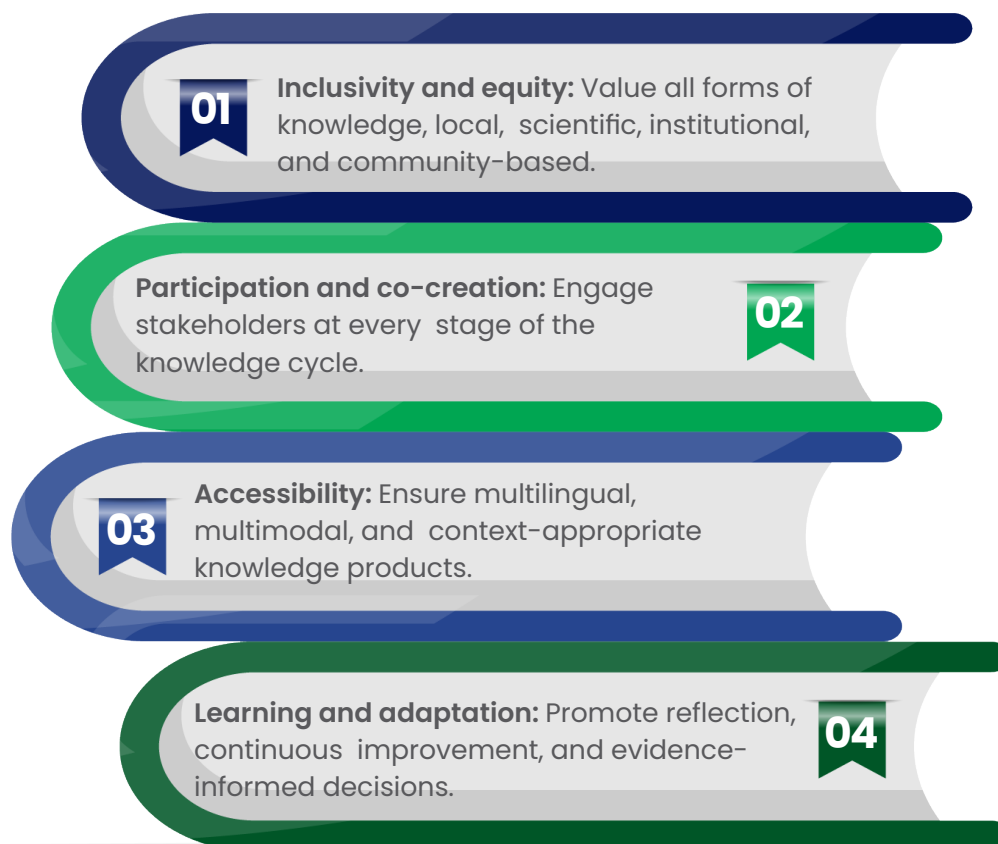 01
Inclusivity and equity: Value all forms of
knowledge, local, scientific, institutional,
and community-based.
Participation and co-creation: Engage
stakeholders at every stage of the
knowledge cycle.
02
03
Accessibility: Ensure multilingual,
multimodal, and context-appropriate
knowledge products.
Learning and adaptation: Promote reflection,
continuous improvement, and evidence-
informed decisions.
04